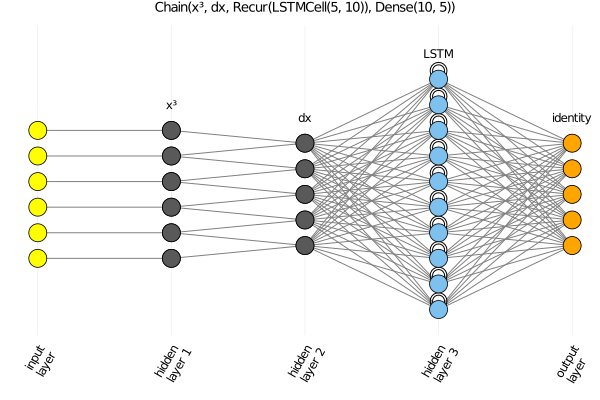 Chain(x³, dx, Recur(LSTMCell(5, 10)), Dense(10, 5))
LSTM
x³
dx
identity
input
layer
hidden
layer 1
hidden
layer 2
hidden
layer 3
output
layer